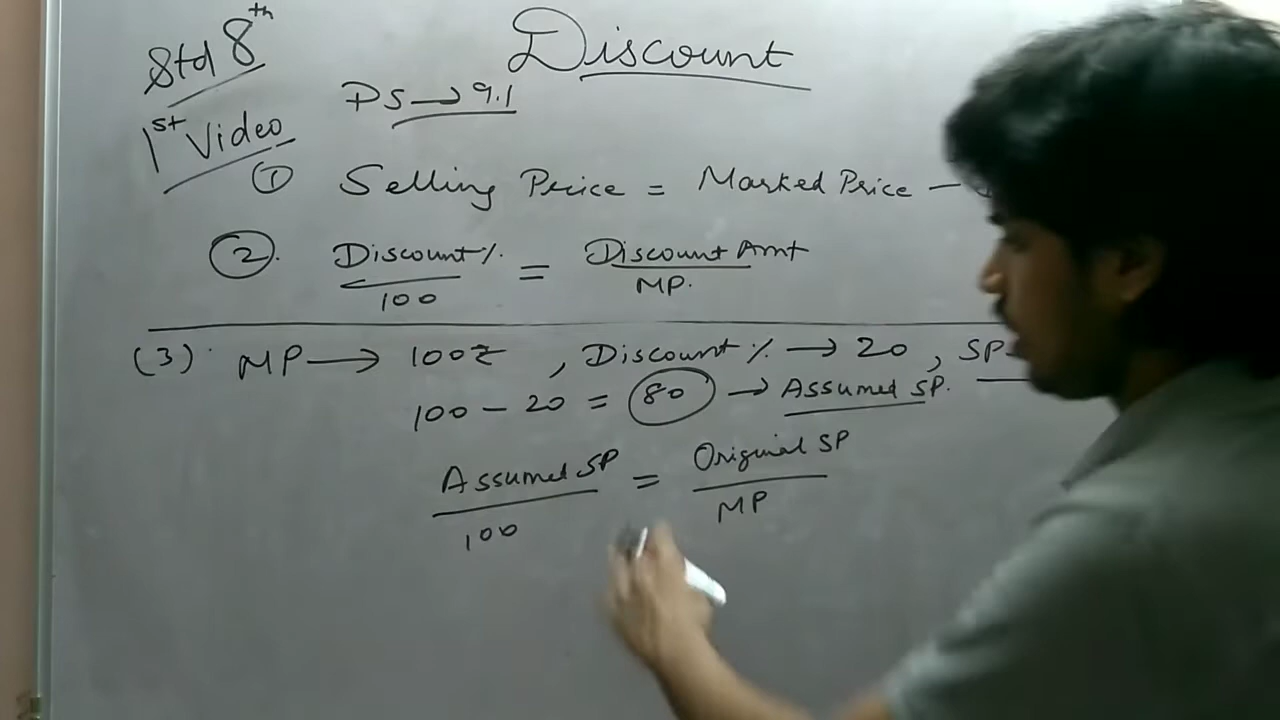 Std 8th
Discount
PS → 9.1
1st Video
① Selling Price = Marked Price −
② Discount % / 100 = Discount Amt / MP.
(3) MP → 100₹ , Discount % → 20 , SP
100 − 20 = 80 → Assumed SP.
Assumed SP / 100 = Original SP / MP